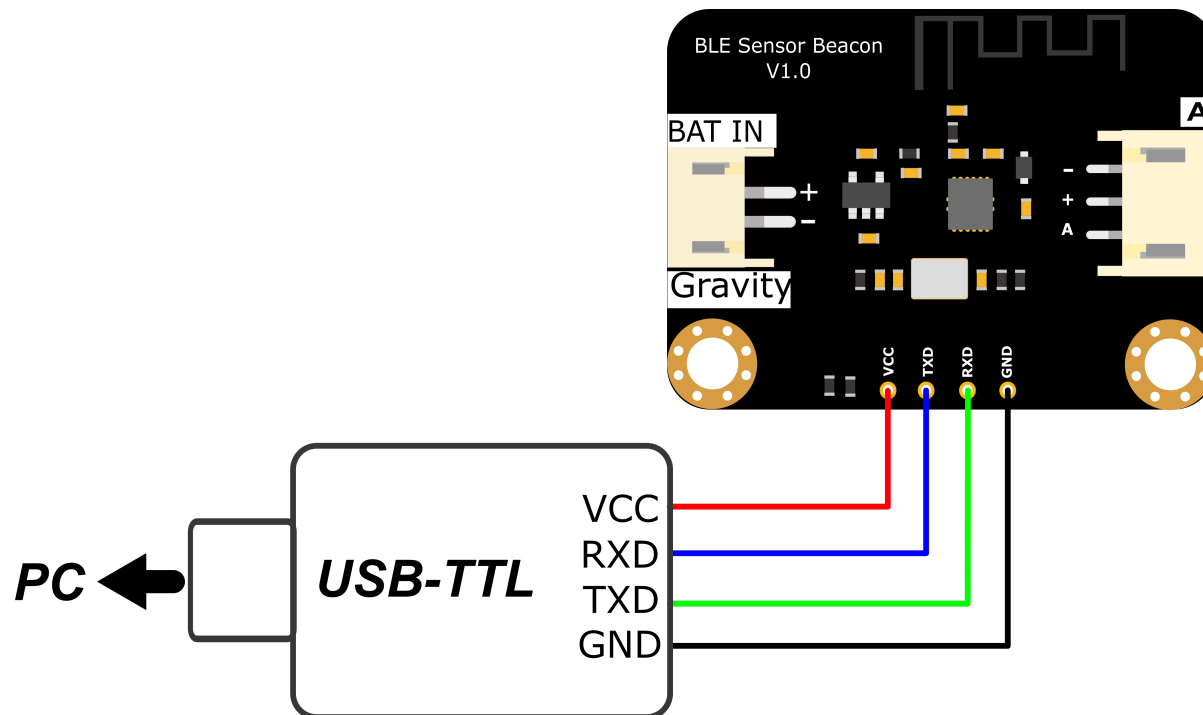 BLE Sensor Beacon
V1.0
BAT IN
A
+
-
-
+
A
Gravity
VCC
TXD
RXD
GND
VCC
RXD
TXD
GND
USB-TTL
PC